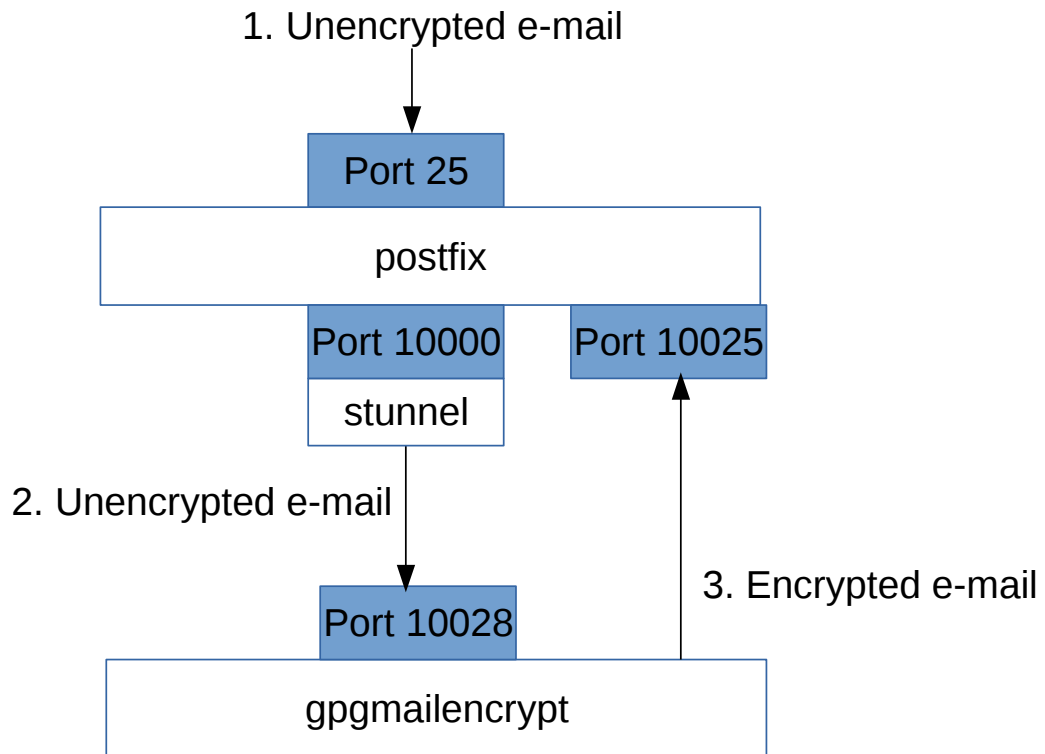 1. Unencrypted e-mail
Port 25
postfix
Port 10000
Port 10025
stunnel
2. Unencrypted e-mail
3. Encrypted e-mail
Port 10028
gpgmailencrypt